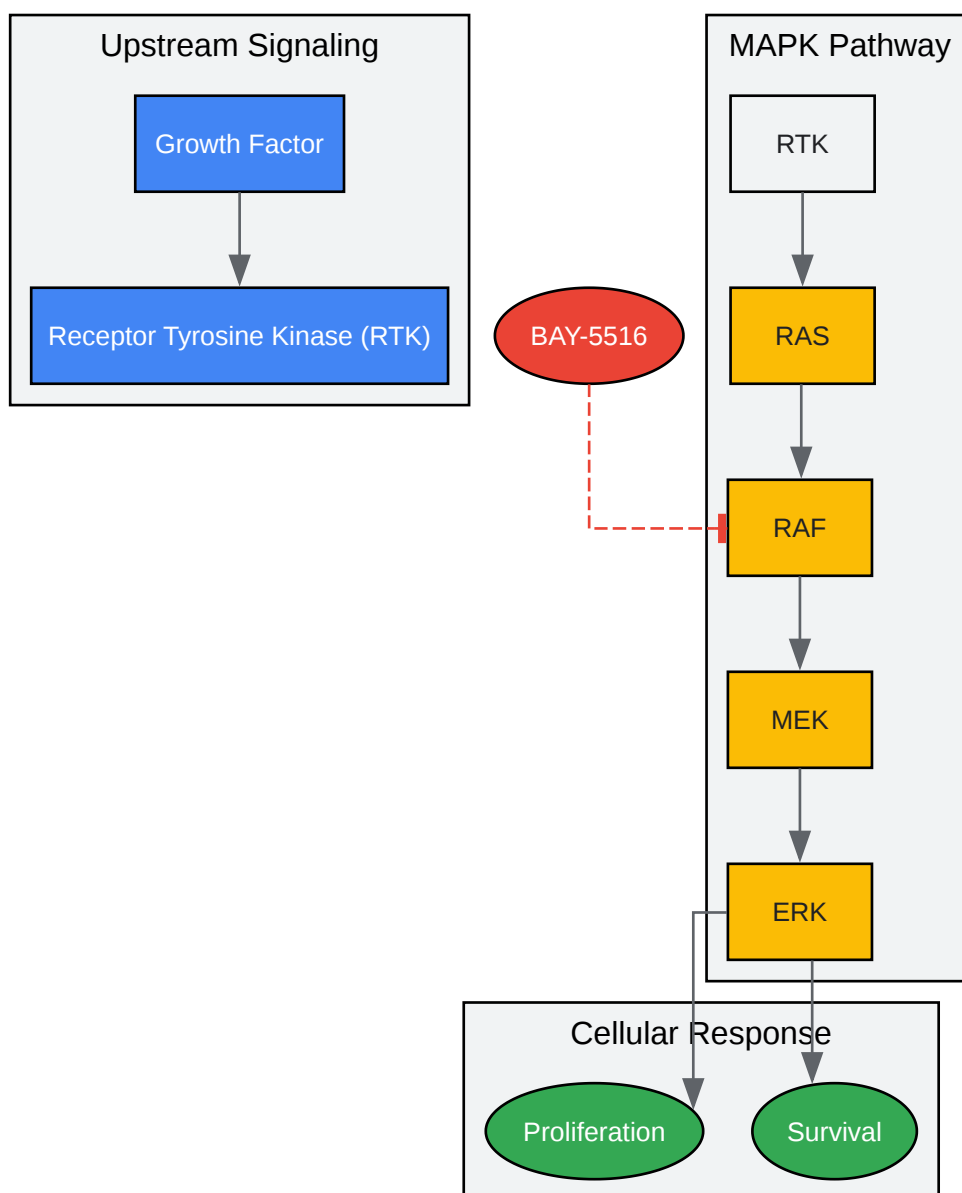 Upstream Signaling
Growth Factor
Receptor Tyrosine Kinase (RTK)
BAY-5516
MAPK Pathway
RTK
RAS
RAF
MEK
ERK
Cellular Response
Proliferation
Survival